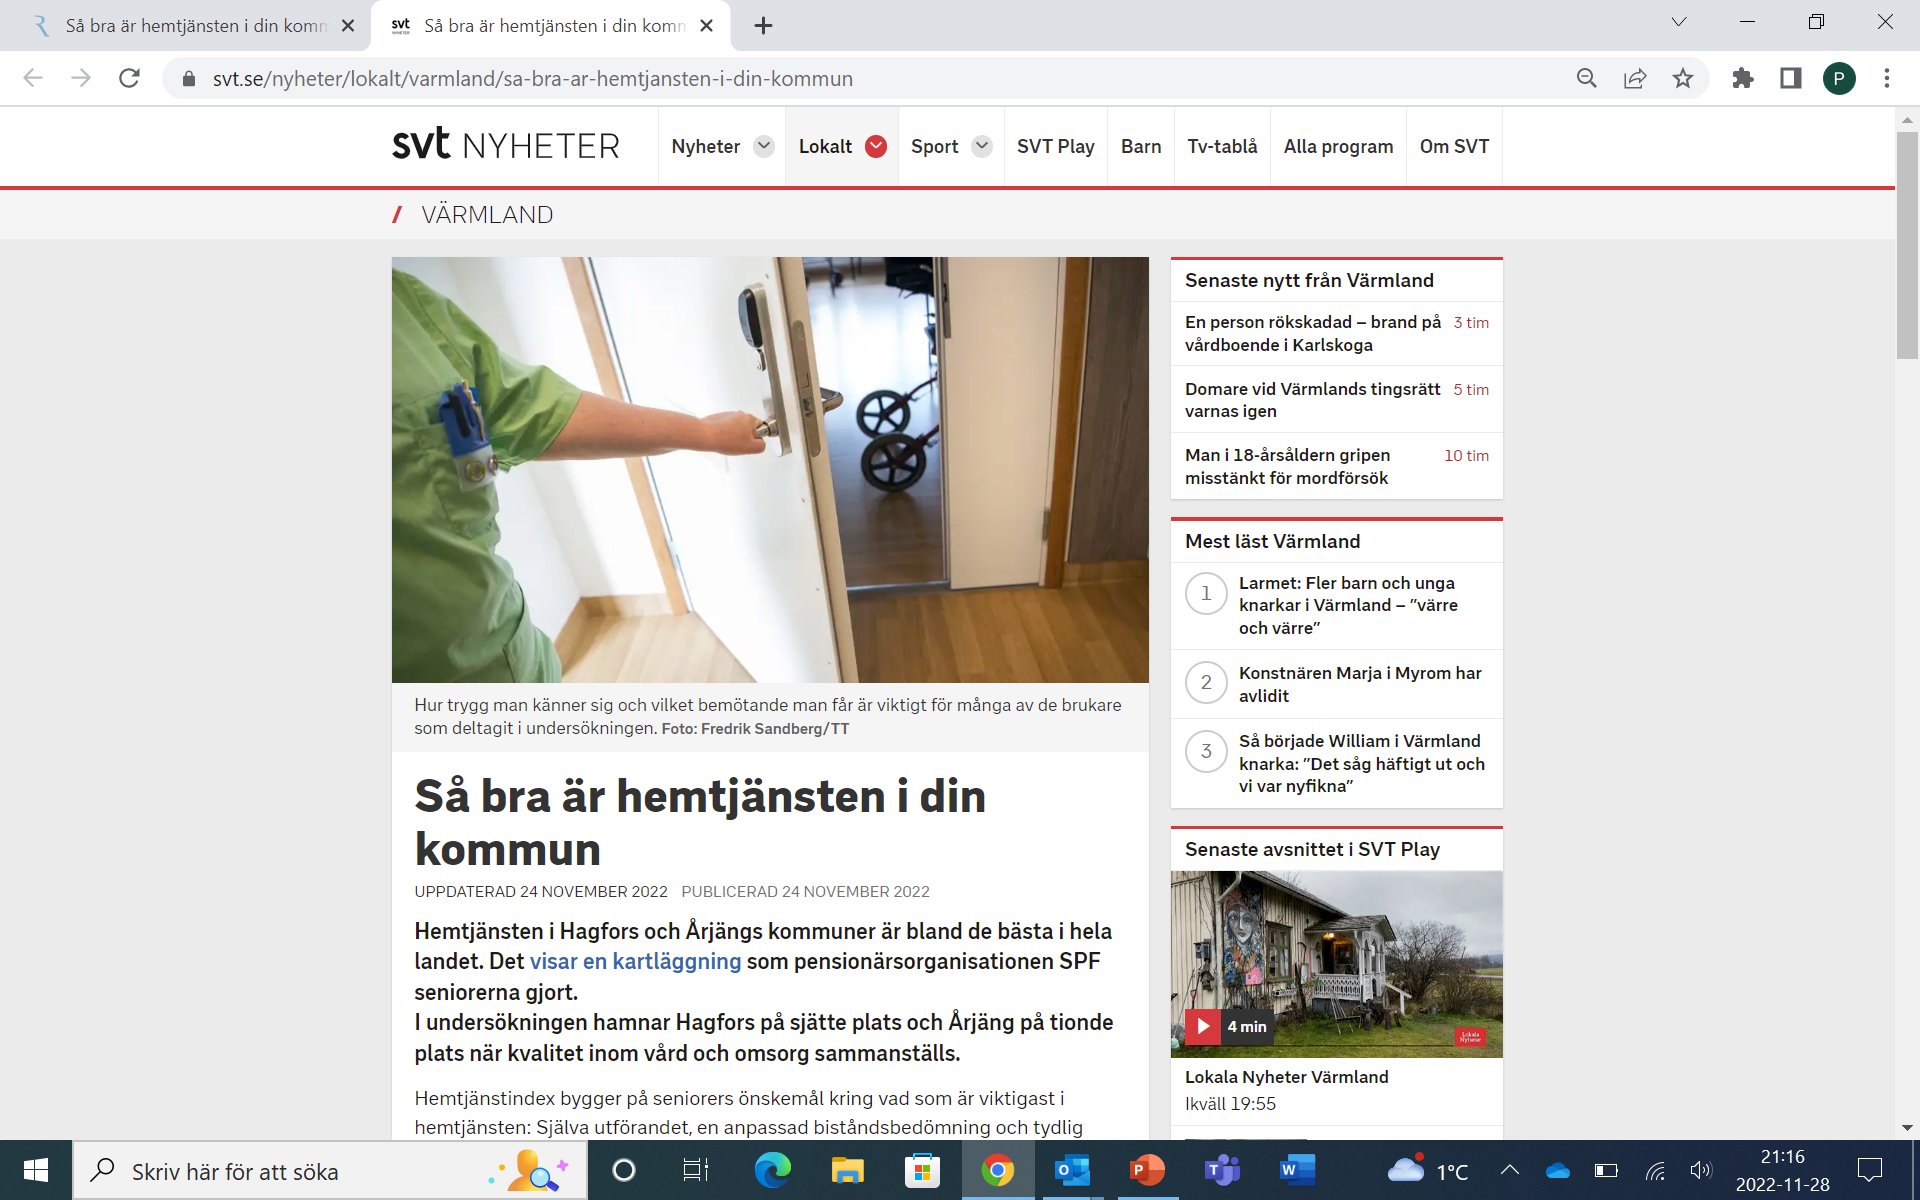 Så bra är hemtjänsten i din komm
svt
NYHETER
Så bra är hemtjänsten i din komm
svt.se/nyheter/lokalt/varmland/sa-bra-ar-hemtjansten-i-din-kommun
P
svt NYHETER
Nyheter
Lokalt
Sport
SVT Play
Barn
Tv-tablå
Alla program
Om SVT
/ VÄRMLAND
Hur trygg man känner sig och vilket bemötande man får är viktigt för många av de brukare
som deltagit i undersökningen. Foto: Fredrik Sandberg/TT
Så bra är hemtjänsten i din
kommun
UPPDATERAD 24 NOVEMBER 2022 PUBLICERAD 24 NOVEMBER 2022
Hemtjänsten i Hagfors och Årjängs kommuner är bland de bästa i hela
landet. Det visar en kartläggning som pensionärsorganisationen SPF
seniorerna gjort.
I undersökningen hamnar Hagfors på sjätte plats och Årjäng på tionde
plats när kvalitet inom vård och omsorg sammanställs.
Hemtjänstindex bygger på seniorers önskemål kring vad som är viktigast i
hemtjänsten: Själva utförandet, en anpassad biståndsbedömning och tydlig
Senaste nytt från Värmland
En person rökskadad – brand på 3 tim
vårdboende i Karlskoga
Domare vid Värmlands tingsrätt 5 tim
varnas igen
Man i 18-årsåldern gripen 10 tim
misstänkt för mordförsök
Mest läst Värmland
1
Larmet: Fler barn och unga
knarkar i Värmland – ”värre
och värre”
2
Konstnären Marja i Myrom har
avlidit
3
Så började William i Värmland
knarka: ”Det såg häftigt ut och
vi var nyfikna”
Senaste avsnittet i SVT Play
4 min
Lokala
Nyheter
Lokala Nyheter Värmland
Ikväll 19:55
Skriv här för att söka
1°C
21:16
2022-11-28